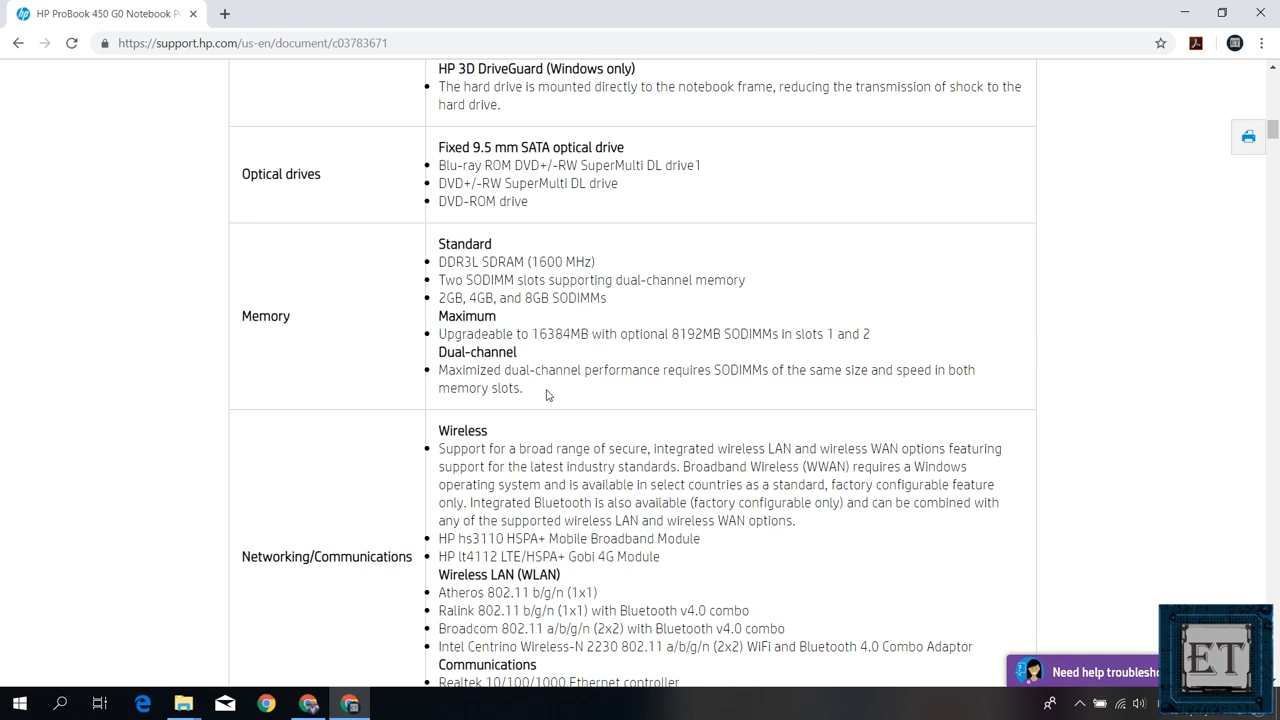 HP ProBook 450 G0 Notebook P
https://support.hp.com/us-en/document/c03783671
HP 3D DriveGuard (Windows only)
The hard drive is mounted directly to the notebook frame, reducing the transmission of shock to the
hard drive.
Optical drives
Fixed 9.5 mm SATA optical drive
Blu-ray ROM DVD+/-RW SuperMulti DL drive1
DVD+/-RW SuperMulti DL drive
DVD-ROM drive
Memory
Standard
DDR3L SDRAM (1600 MHz)
Two SODIMM slots supporting dual-channel memory
2GB, 4GB, and 8GB SODIMMs
Maximum
Upgradeable to 16384MB with optional 8192MB SODIMMs in slots 1 and 2
Dual-channel
Maximized dual-channel performance requires SODIMMs of the same size and speed in both
memory slots.
Networking/Communications
Wireless
Support for a broad range of secure, integrated wireless LAN and wireless WAN options featuring
support for the latest industry standards. Broadband Wireless (WWAN) requires a Windows
operating system and is available in select countries as a standard, factory configurable feature
only. Integrated Bluetooth is also available (factory configurable only) and can be combined with
any of the supported wireless LAN and wireless WAN options.
HP hs3110 HSPA+ Mobile Broadband Module
HP lt4112 LTE/HSPA+ Gobi 4G Module
Wireless LAN (WLAN)
Atheros 802.11 b/g/n (1x1)
Ralink 802.11 b/g/n (1x1) with Bluetooth v4.0 combo
Broadcom 802.11 a/b/g/n (2x2) with Bluetooth v4.0 combo
Intel Centrino Wireless-N 2230 802.11 a/b/g/n (2x2) WiFi and Bluetooth 4.0 Combo Adaptor
Communications
Realtek 10/100/1000 Ethernet controller
Need help troublesho
ET